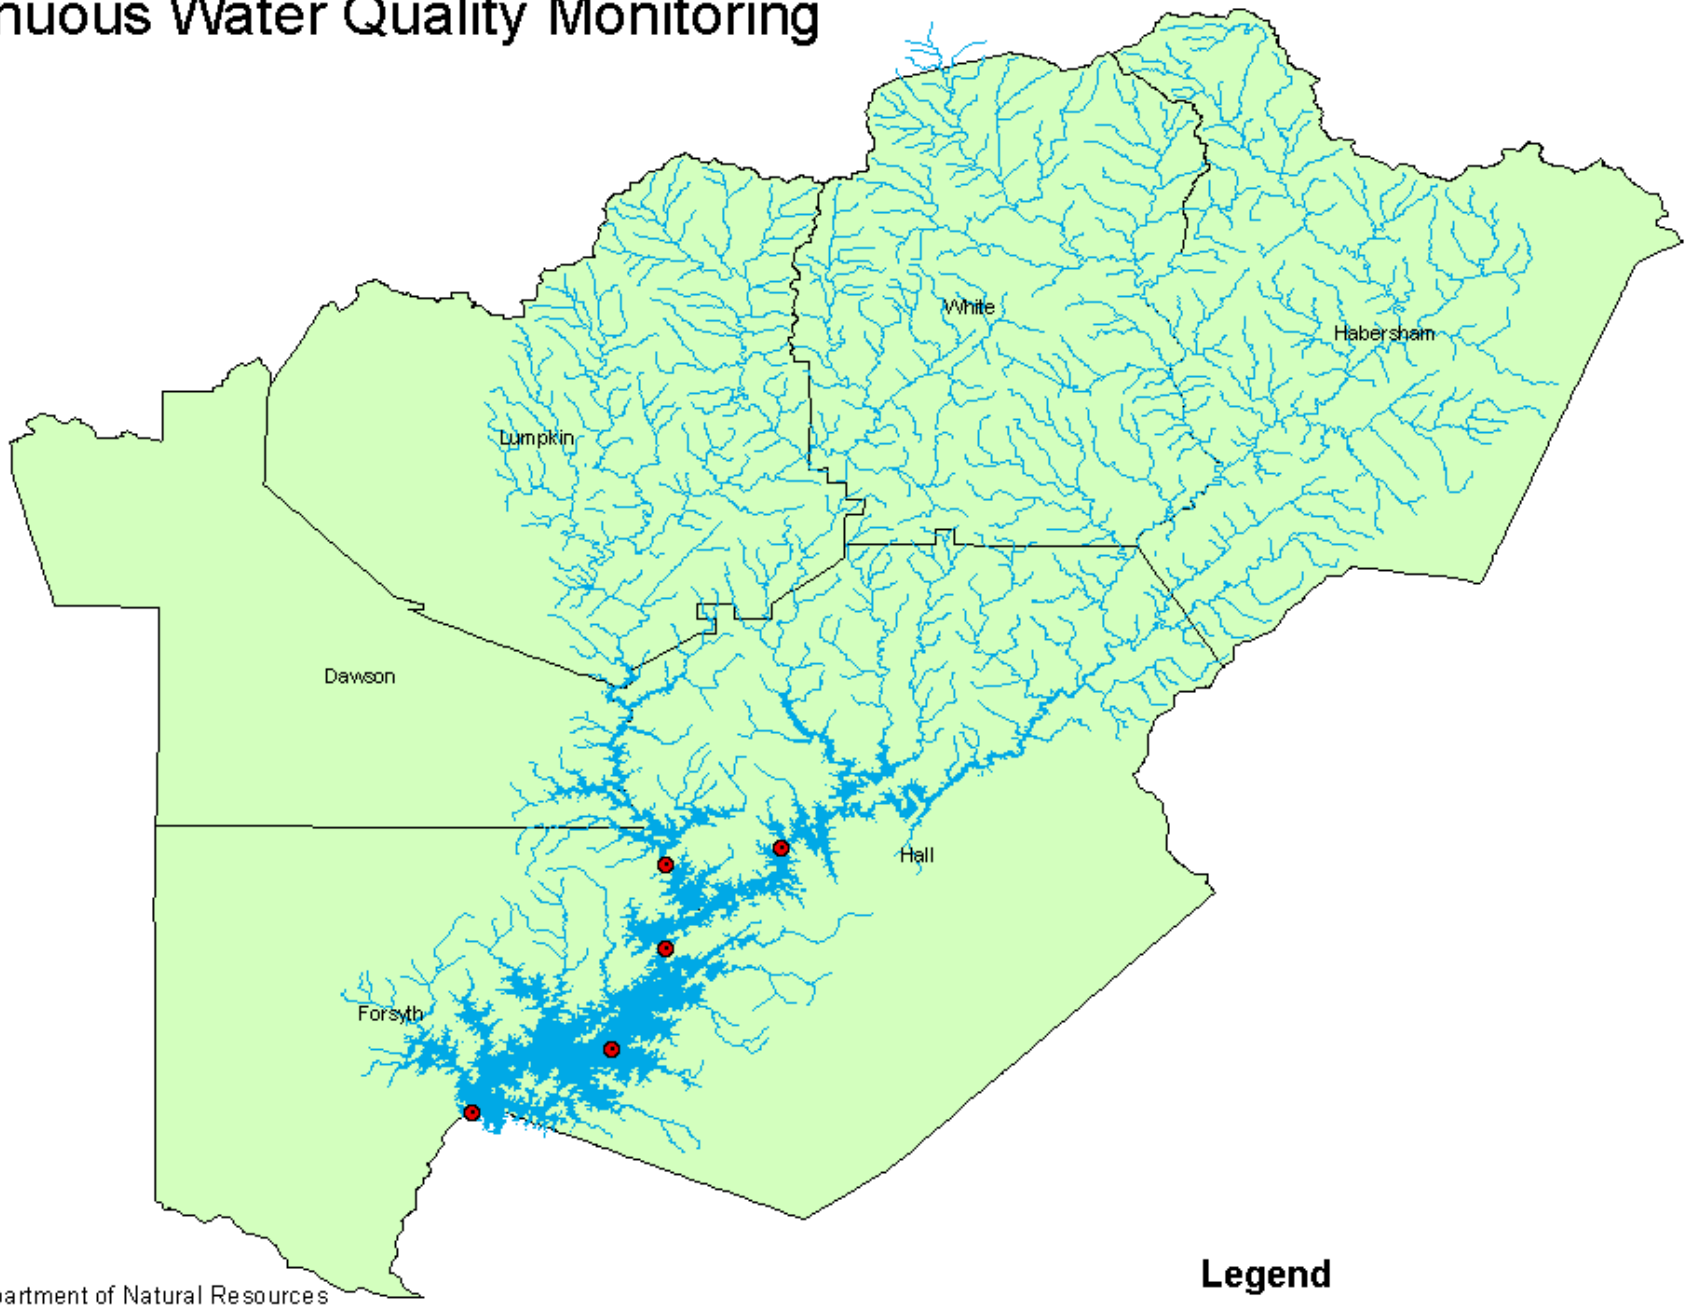 nuous Water Quality Monitoring
White
Habersham
Lumpkin
Dawson
Hall
Forsyth
Legend
partment of Natural Resources